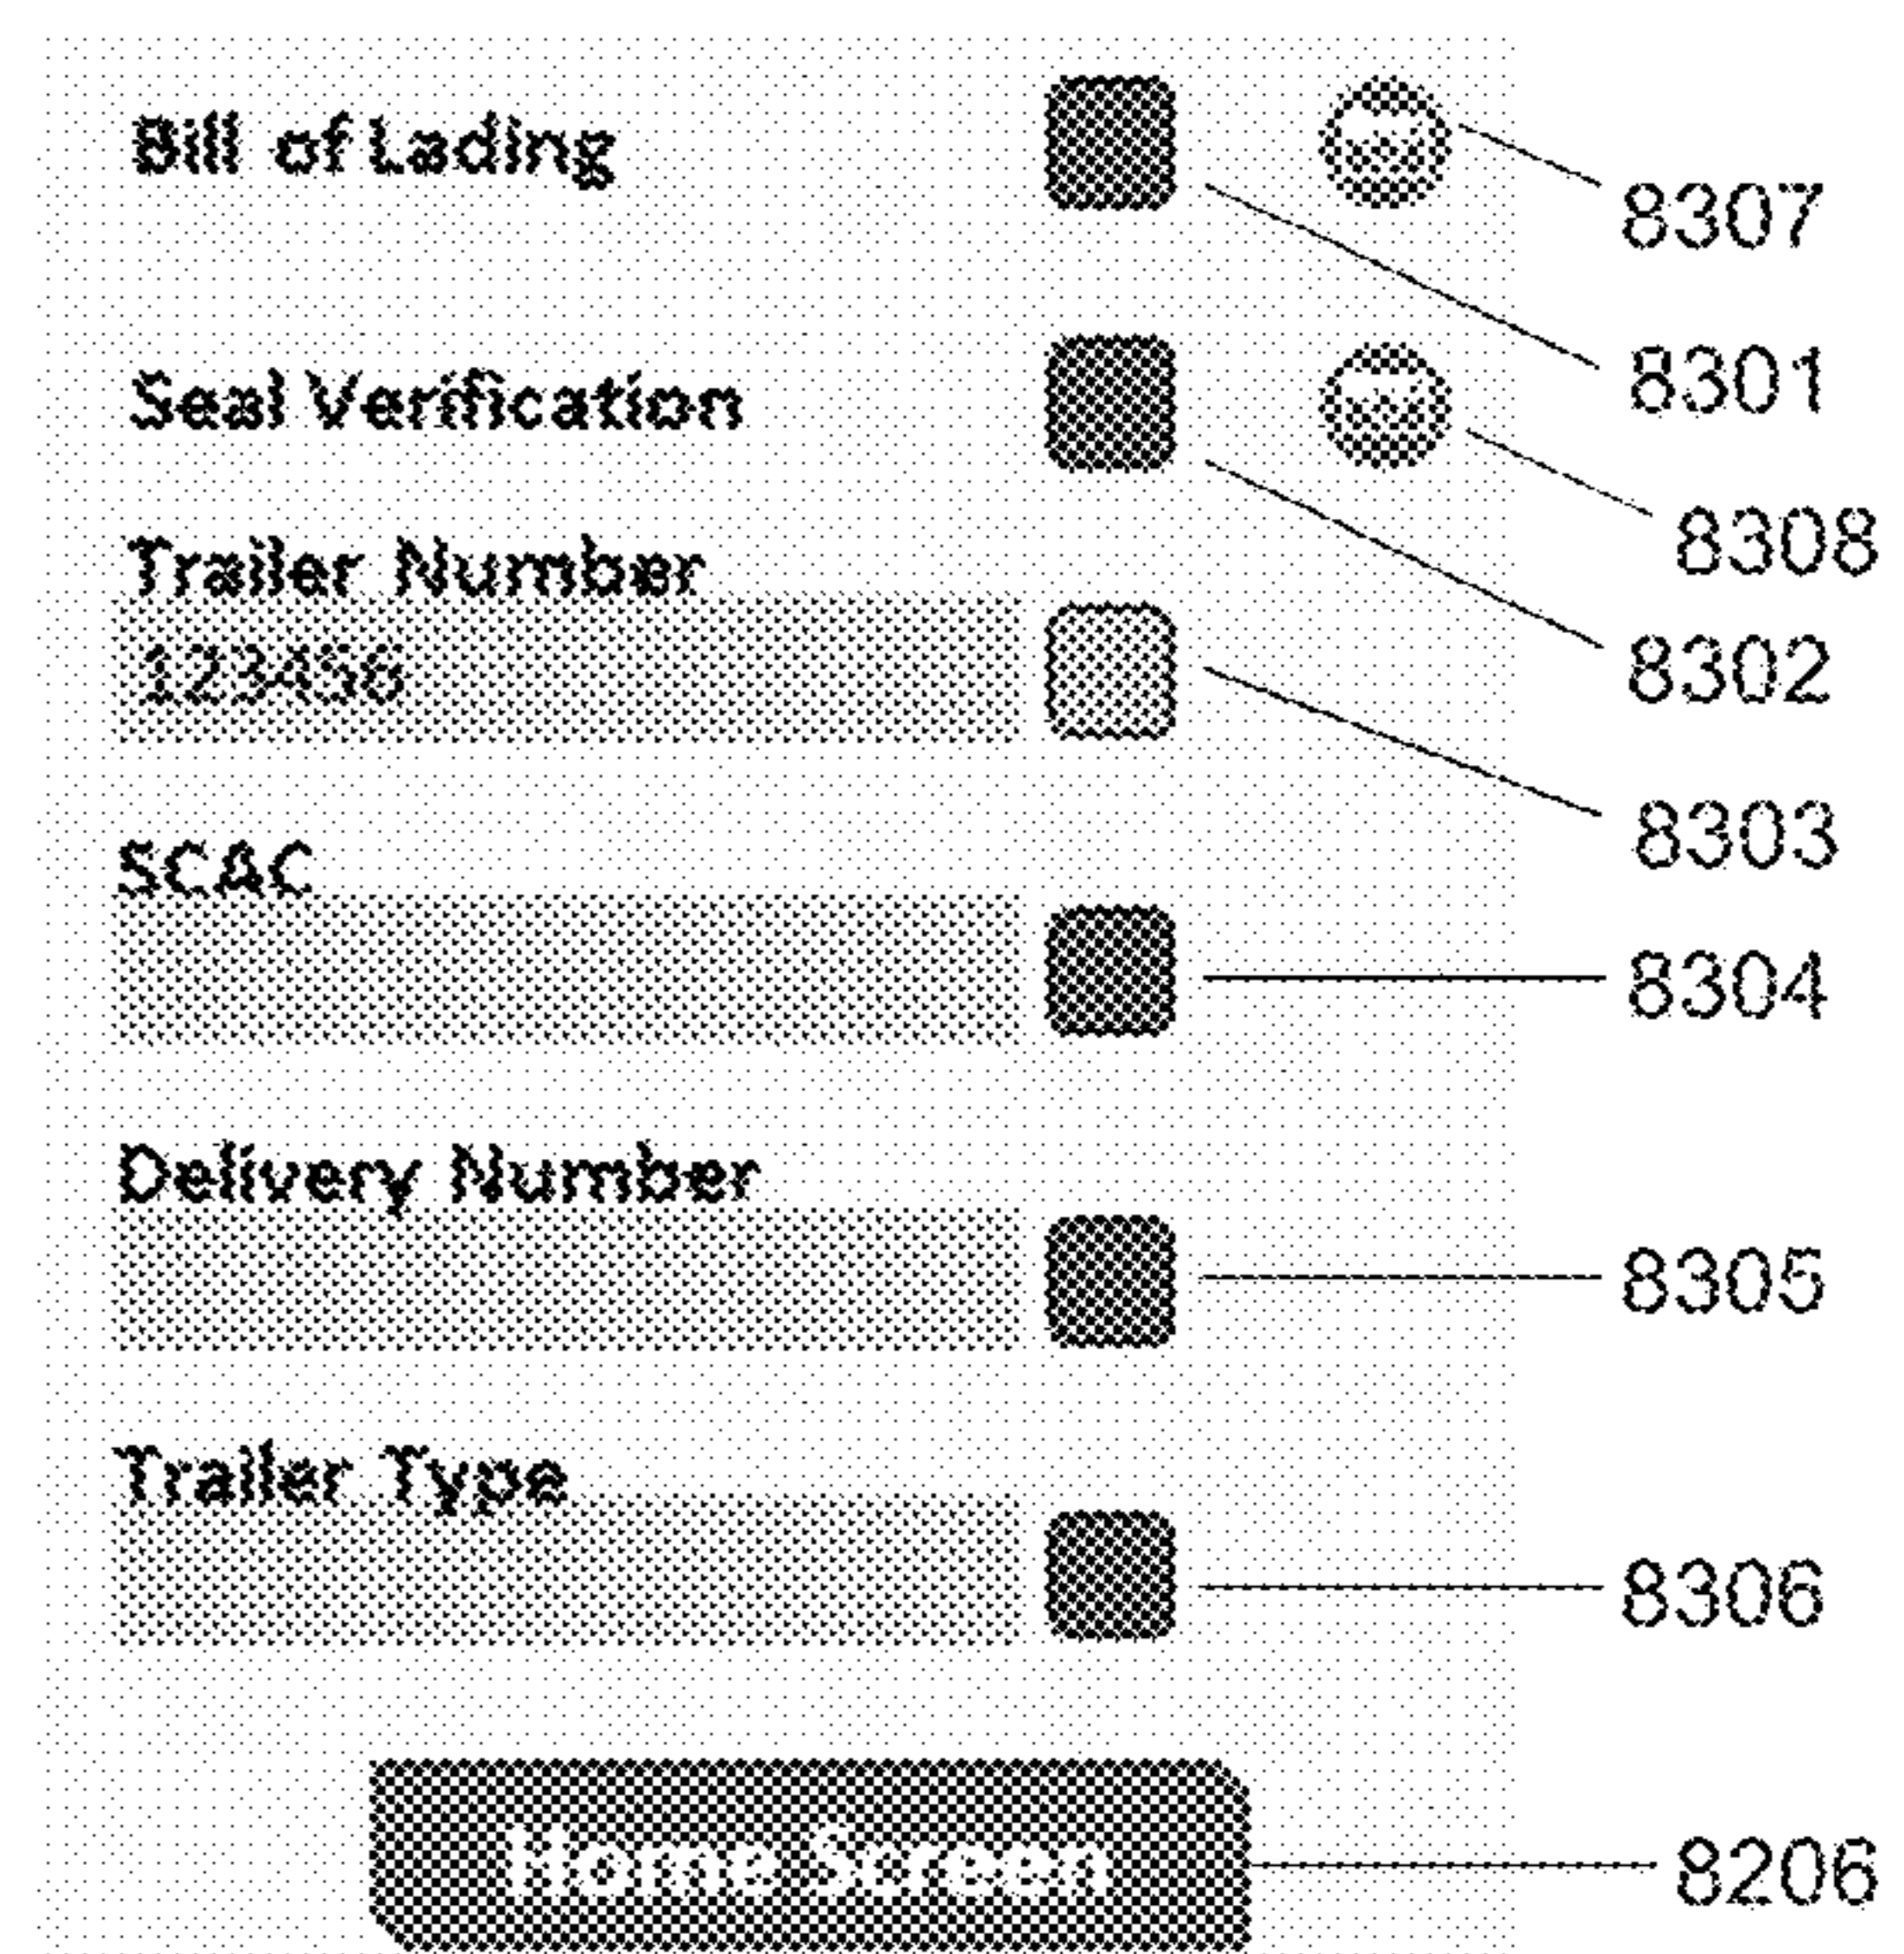 Bill of Lading
8307
8301
Seal Verification
8308
Trailer Number
123456
8302
8303
SCAC
8304
Delivery Number
8305
Trailer Type
8306
Home Screen
8206